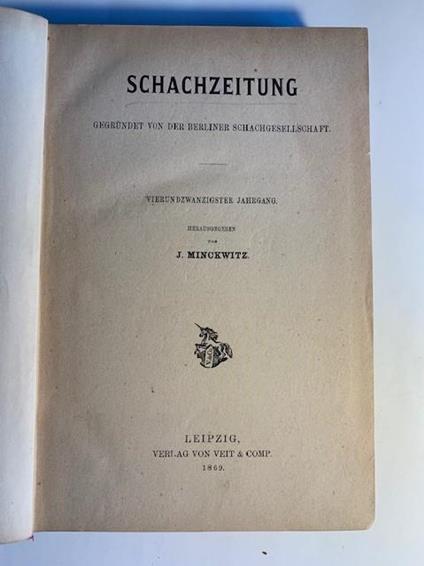 SCHACHZEITUNG
GEGRÜNDET VON DER BERLINER SCHACHGESELLSCHAFT.
VIERUNDZWANZIGSTER JAHRGANG.
HERAUSGEGEBEN
VON
J. MINCKWITZ.
LEIPZIG,
VERLAG VON VEIT & COMP.
1869.